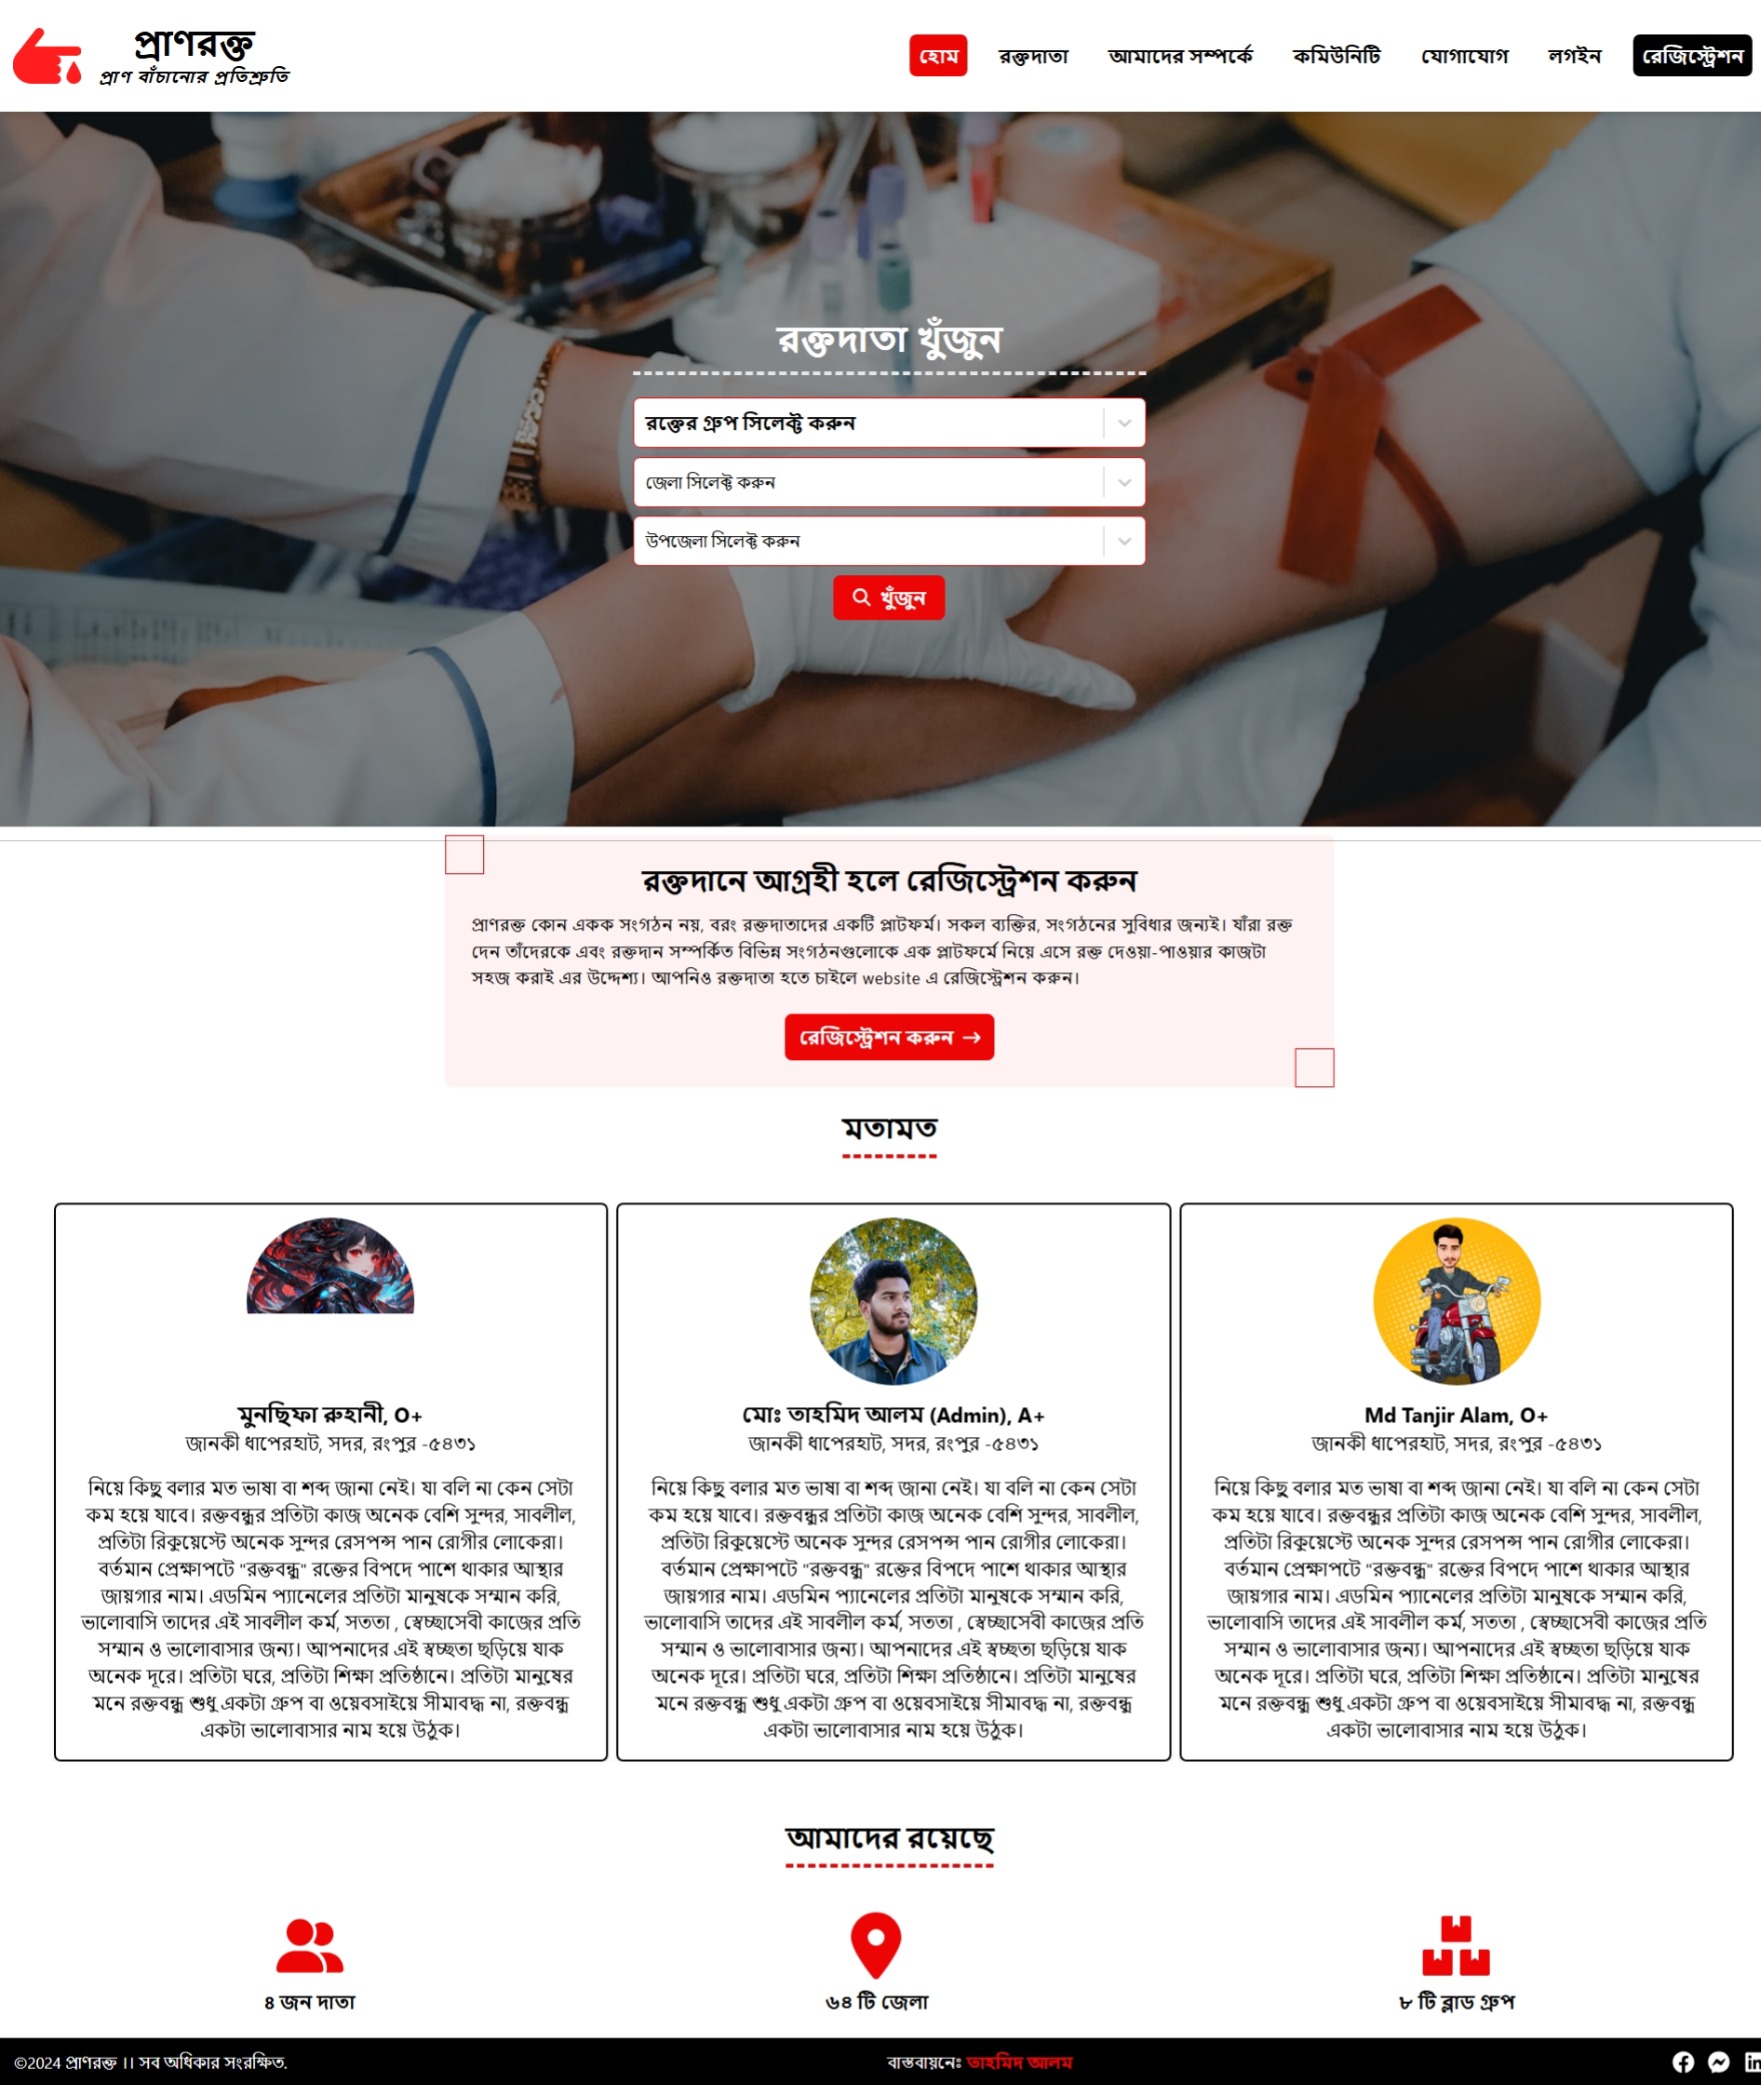 প্রাণরক্ত
প্রাণ বাঁচানোর প্রতিশ্রুতি
হোম
রক্তদাতা
আমাদের সম্পর্কে
কমিউনিটি
যোগাযোগ
লগইন
রেজিস্ট্রেশন
রক্তদাতা খুঁজুন
রক্তের গ্রুপ সিলেক্ট করুন
জেলা সিলেক্ট করুন
উপজেলা সিলেক্ট করুন
খুঁজুন
রক্তদানে আগ্রহী হলে রেজিস্ট্রেশন করুন
প্রাণরক্ত কোন একক সংগঠন নয়, বরং রক্তদাতাদের একটি প্লাটফর্ম। সকল ব্যক্তির, সংগঠনের সুবিধার জন্যই। যাঁরা রক্ত
দেন তাঁদেরকে এবং রক্তদান সম্পর্কিত বিভিন্ন সংগঠনগুলোকে এক প্লাটফর্মে নিয়ে এসে রক্ত দেওয়া-পাওয়ার কাজটা
সহজ করাই এর উদ্দেশ্য। আপনিও রক্তদাতা হতে চাইলে website এ রেজিস্ট্রেশন করুন।
রেজিস্ট্রেশন করুন →
মতামত
মুনছিফা রুহানী, O+
জানকী ধাপেরহাট, সদর, রংপুর -৫৪৩১
নিয়ে কিছু বলার মত ভাষা বা শব্দ জানা নেই। যা বলি না কেন সেটা
কম হয়ে যাবে। রক্তবন্ধুর প্রতিটা কাজ অনেক বেশি সুন্দর, সাবলীল,
প্রতিটা রিকুয়েস্টে অনেক সুন্দর রেসপন্স পান রোগীর লোকেরা।
বর্তমান প্রেক্ষাপটে "রক্তবন্ধু" রক্তের বিপদে পাশে থাকার আস্থার
জায়গার নাম। এডমিন প্যানেলের প্রতিটা মানুষকে সম্মান করি,
ভালোবাসি তাদের এই সাবলীল কর্ম, সততা , স্বেচ্ছাসেবী কাজের প্রতি
সম্মান ও ভালোবাসার জন্য। আপনাদের এই স্বচ্ছতা ছড়িয়ে যাক
অনেক দূরে। প্রতিটা ঘরে, প্রতিটা শিক্ষা প্রতিষ্ঠানে। প্রতিটা মানুষের
মনে রক্তবন্ধু শুধু একটা গ্রুপ বা ওয়েবসাইয়ে সীমাবদ্ধ না, রক্তবন্ধু
একটা ভালোবাসার নাম হয়ে উঠুক।
মোঃ তাহমিদ আলম (Admin), A+
জানকী ধাপেরহাট, সদর, রংপুর -৫৪৩১
নিয়ে কিছু বলার মত ভাষা বা শব্দ জানা নেই। যা বলি না কেন সেটা
কম হয়ে যাবে। রক্তবন্ধুর প্রতিটা কাজ অনেক বেশি সুন্দর, সাবলীল,
প্রতিটা রিকুয়েস্টে অনেক সুন্দর রেসপন্স পান রোগীর লোকেরা।
বর্তমান প্রেক্ষাপটে "রক্তবন্ধু" রক্তের বিপদে পাশে থাকার আস্থার
জায়গার নাম। এডমিন প্যানেলের প্রতিটা মানুষকে সম্মান করি,
ভালোবাসি তাদের এই সাবলীল কর্ম, সততা , স্বেচ্ছাসেবী কাজের প্রতি
সম্মান ও ভালোবাসার জন্য। আপনাদের এই স্বচ্ছতা ছড়িয়ে যাক
অনেক দূরে। প্রতিটা ঘরে, প্রতিটা শিক্ষা প্রতিষ্ঠানে। প্রতিটা মানুষের
মনে রক্তবন্ধু শুধু একটা গ্রুপ বা ওয়েবসাইয়ে সীমাবদ্ধ না, রক্তবন্ধু
একটা ভালোবাসার নাম হয়ে উঠুক।
Md Tanjir Alam, O+
জানকী ধাপেরহাট, সদর, রংপুর -৫৪৩১
নিয়ে কিছু বলার মত ভাষা বা শব্দ জানা নেই। যা বলি না কেন সেটা
কম হয়ে যাবে। রক্তবন্ধুর প্রতিটা কাজ অনেক বেশি সুন্দর, সাবলীল,
প্রতিটা রিকুয়েস্টে অনেক সুন্দর রেসপন্স পান রোগীর লোকেরা।
বর্তমান প্রেক্ষাপটে "রক্তবন্ধু" রক্তের বিপদে পাশে থাকার আস্থার
জায়গার নাম। এডমিন প্যানেলের প্রতিটা মানুষকে সম্মান করি,
ভালোবাসি তাদের এই সাবলীল কর্ম, সততা , স্বেচ্ছাসেবী কাজের প্রতি
সম্মান ও ভালোবাসার জন্য। আপনাদের এই স্বচ্ছতা ছড়িয়ে যাক
অনেক দূরে। প্রতিটা ঘরে, প্রতিটা শিক্ষা প্রতিষ্ঠানে। প্রতিটা মানুষের
মনে রক্তবন্ধু শুধু একটা গ্রুপ বা ওয়েবসাইয়ে সীমাবদ্ধ না, রক্তবন্ধু
একটা ভালোবাসার নাম হয়ে উঠুক।
আমাদের রয়েছে
৪ জন দাতা
৬৪ টি জেলা
৮ টি ব্লাড গ্রুপ
©2024 প্রাণরক্ত ।। সব অধিকার সংরক্ষিত.
বাস্তবায়নেঃ তাহমিদ আলম